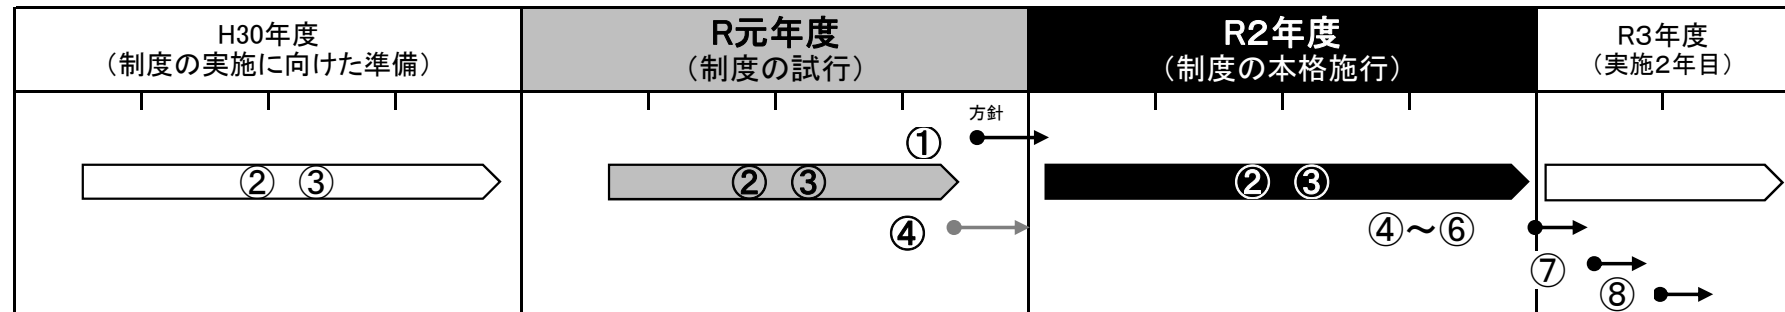 H30年度
（制度の実施に向けた準備）
R元年度
（制度の試行）
R2年度
（制度の本格施行）
R3年度
（実施2年目）
方針
①
② ③
② ③
② ③
④
④～⑥
⑦
⑧